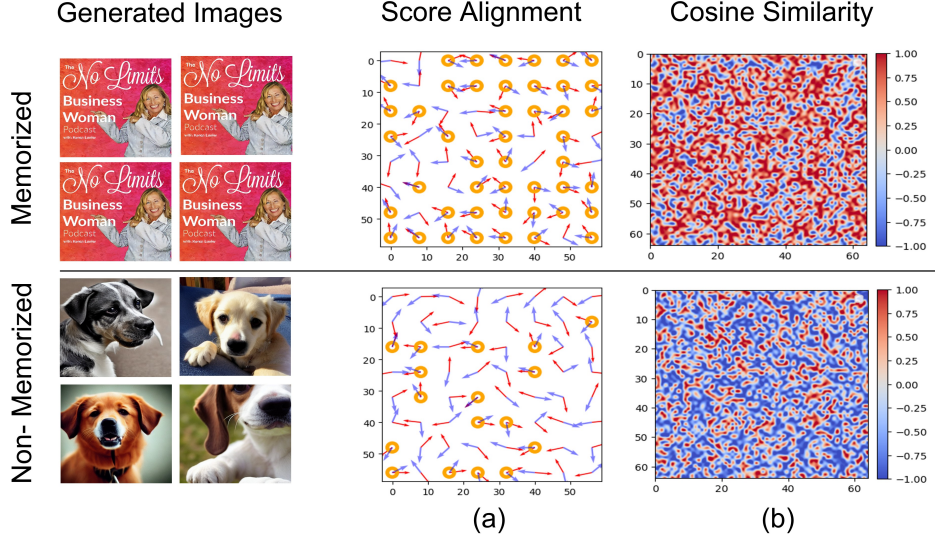 Generated Images
Score Alignment
Cosine Similarity
Memorized
The
No Limits
Business
Woman
Podcast
The
No Limits
Business
Woman
Podcast
The
No Limits
Business
Woman
Podcast
The
No Limits
Business
Woman
Podcast
0
10
20
30
40
50
0 10 20 30 40 50
0
10
20
30
40
50
60
0 20 40 60
1.00
0.75
0.50
0.25
0.00
−0.25
−0.50
−0.75
−1.00
Non- Memorized
0
10
20
30
40
50
0 10 20 30 40 50
0
10
20
30
40
50
60
0 20 40 60
1.00
0.75
0.50
0.25
0.00
−0.25
−0.50
−0.75
−1.00
(a)
(b)